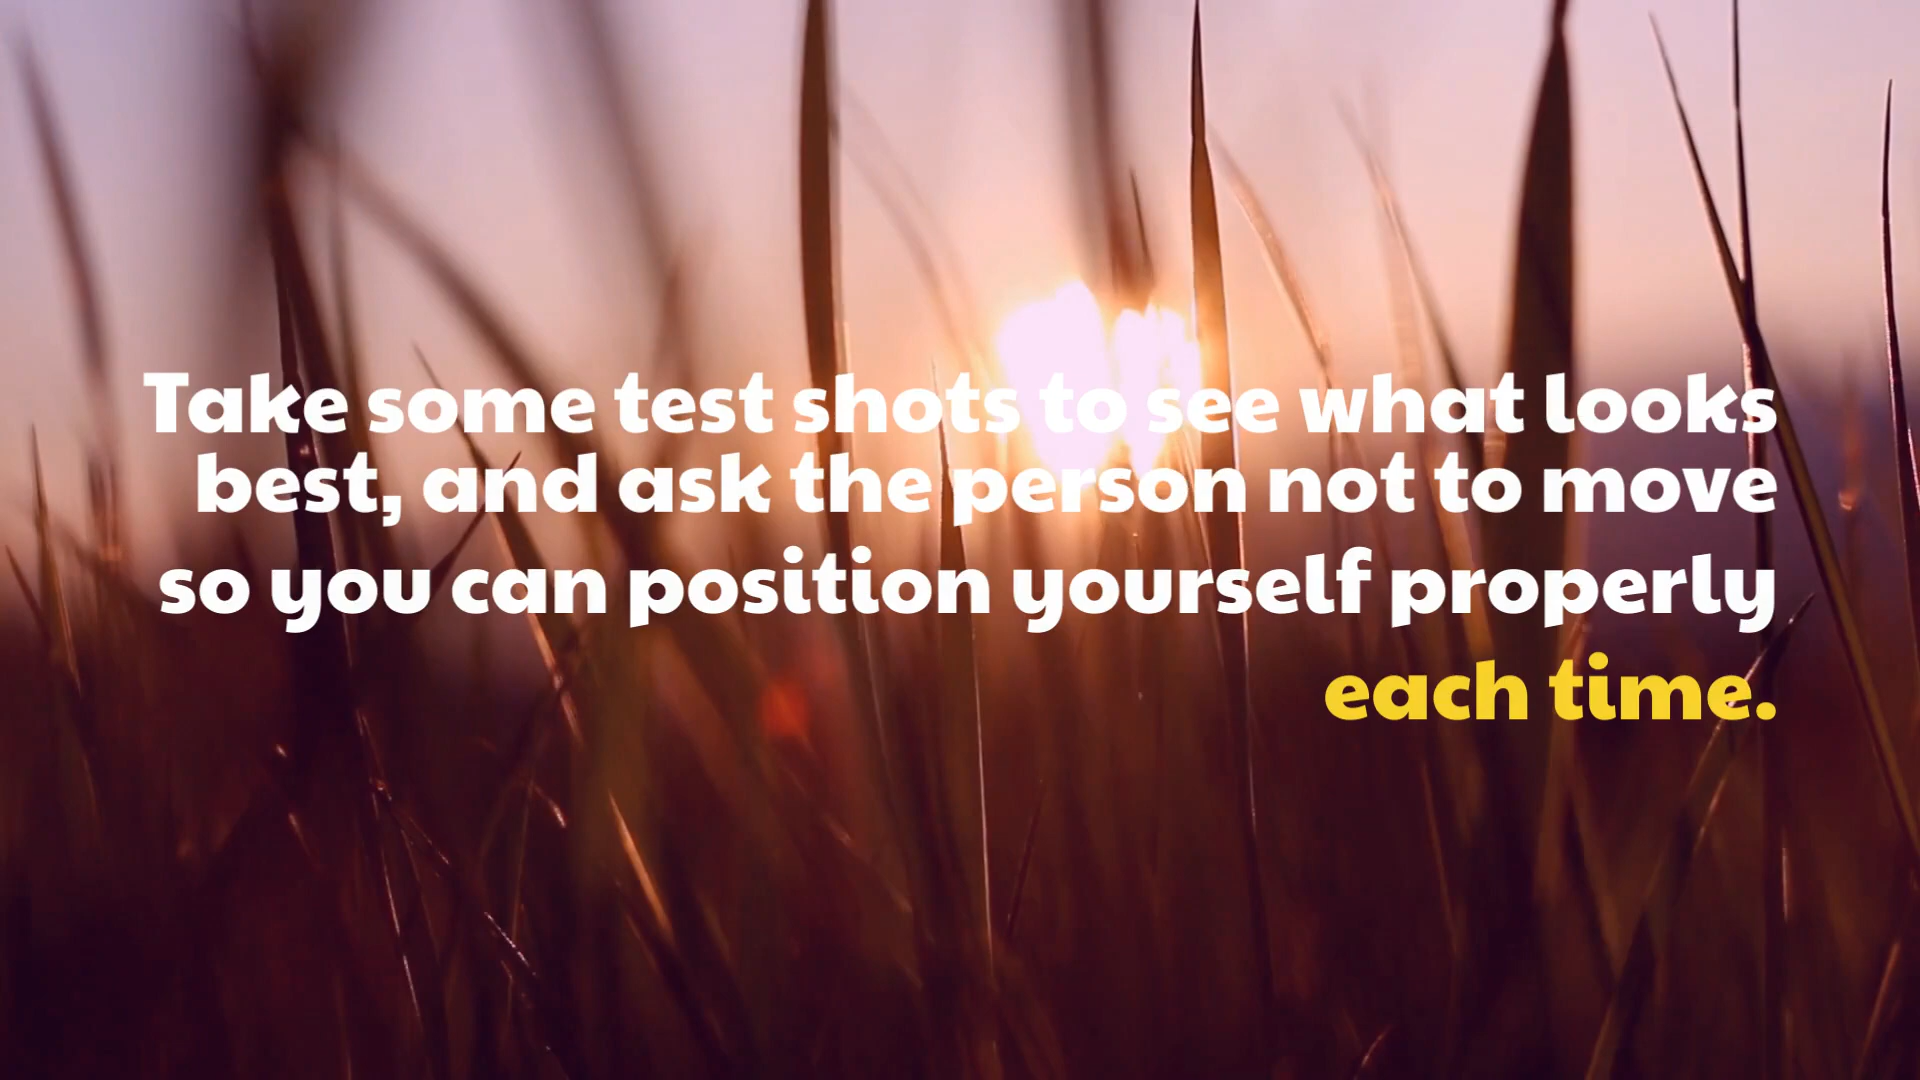 Take some test shots to see what looks
best, and ask the person not to move
so you can position yourself properly
each time.